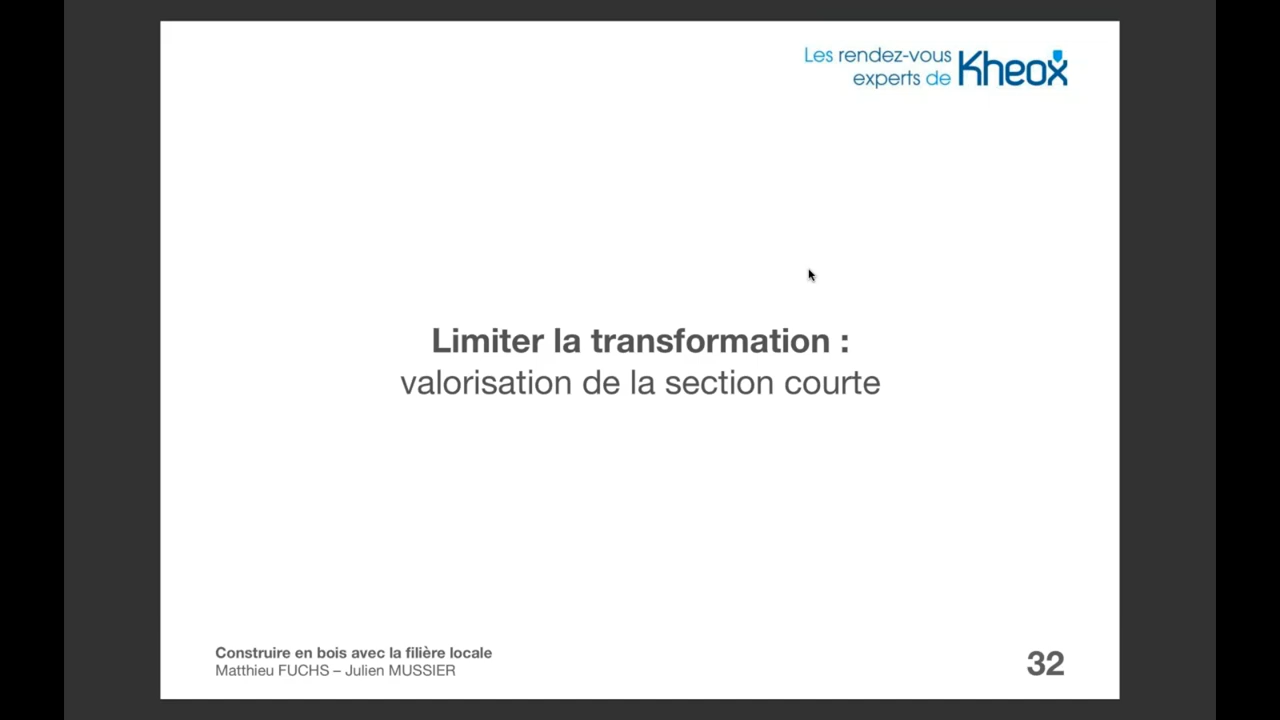 Les rendez-vous
experts de Kheox
Limiter la transformation :
valorisation de la section courte
Construire en bois avec la filière locale
Matthieu FUCHS – Julien MUSSIER
32